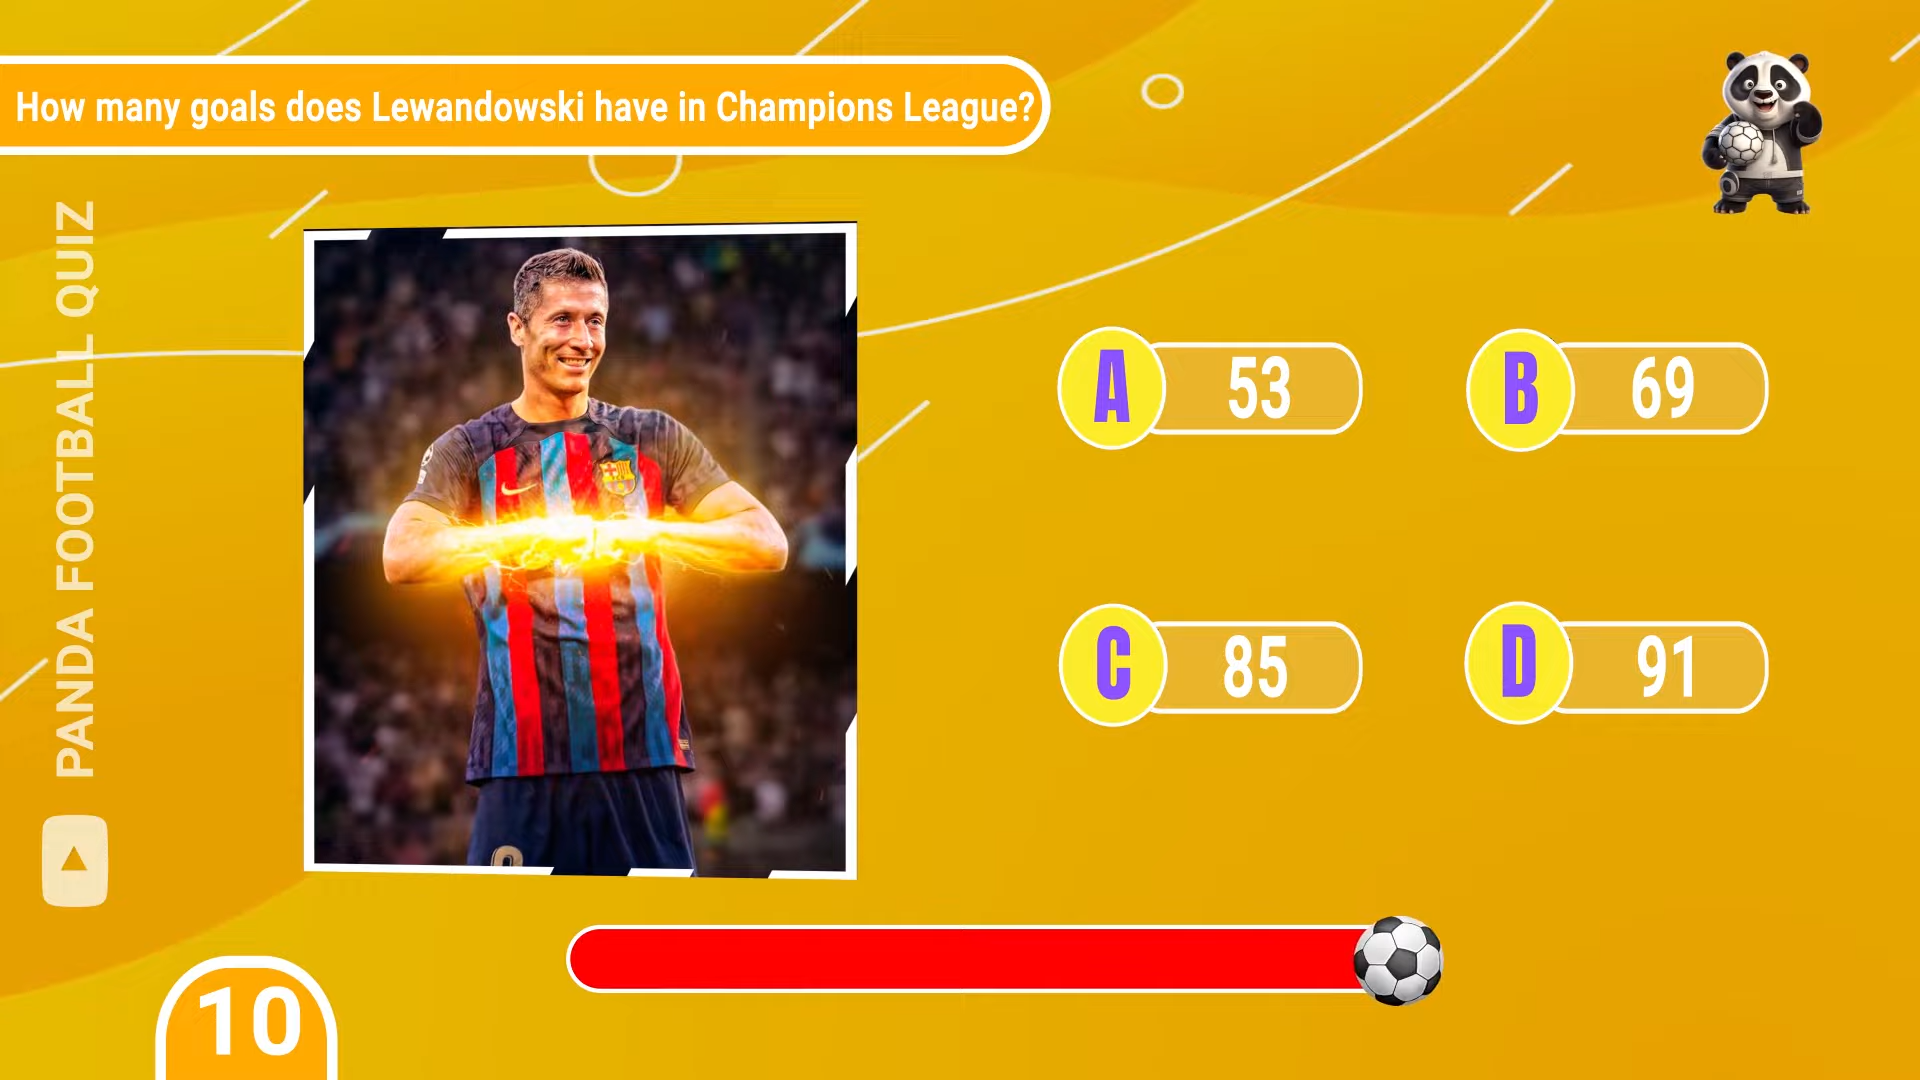 How many goals does Lewandowski have in Champions League?
PANDA FOOTBALL QUIZ
A 53
B 69
C 85
D 91
10